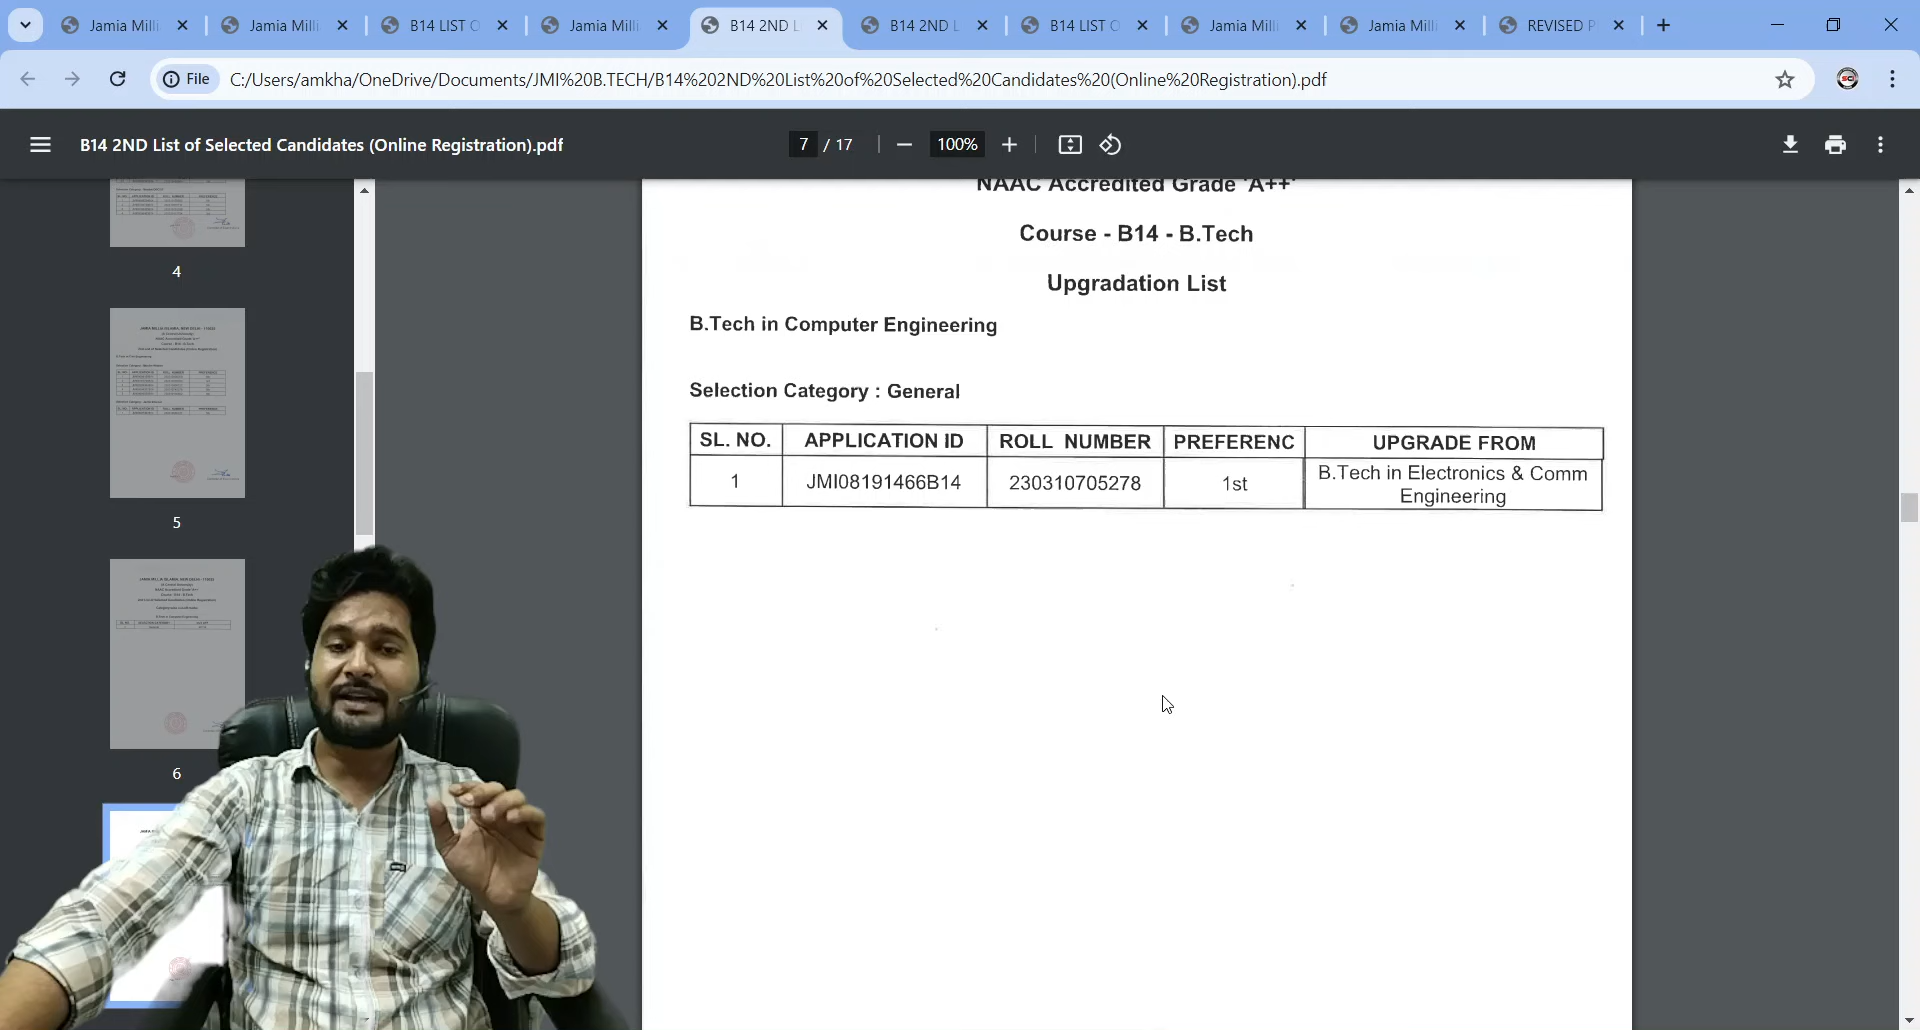 Jamia Milli
Jamia Milli
B14 LIST O
Jamia Milli
B14 2ND L
B14 2ND L
B14 LIST O
Jamia Milli
Jamia Milli
REVISED P
File
C:/Users/amkha/OneDrive/Documents/JMI%20B.TECH/B14%202ND%20List%20of%20Selected%20Candidates%20(Online%20Registration).pdf
B14 2ND List of Selected Candidates (Online Registration).pdf
7 / 17
100%
4
5
6
NAAC Accredited Grade 'A++'
Course - B14 - B.Tech
Upgradation List
B.Tech in Computer Engineering
Selection Category : General
SL. NO. APPLICATION ID ROLL NUMBER PREFERENC UPGRADE FROM
1 JMI08191466B14 230310705278 1st B.Tech in Electronics & Comm
Engineering